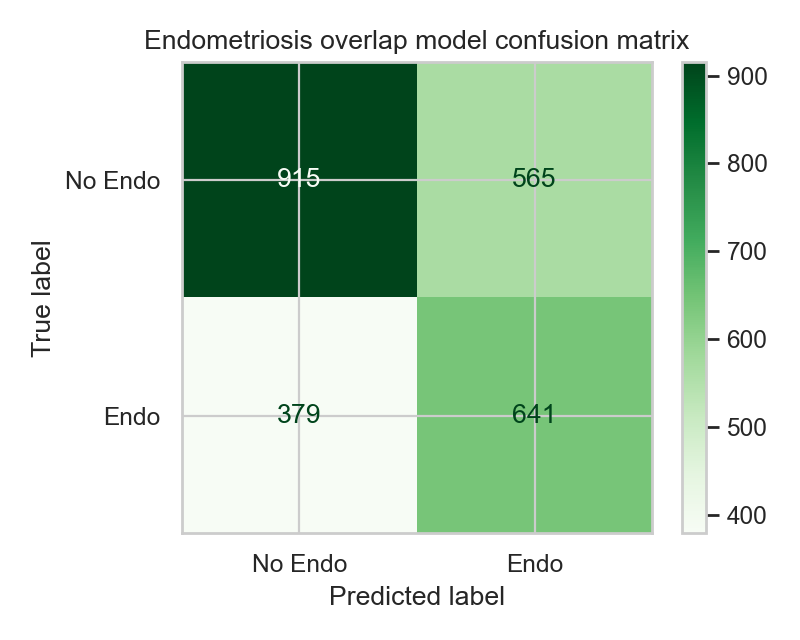 Endometriosis overlap model confusion matrix
True label
No Endo
Endo
915
565
379
641
No Endo
Endo
Predicted label
900
800
700
600
500
400